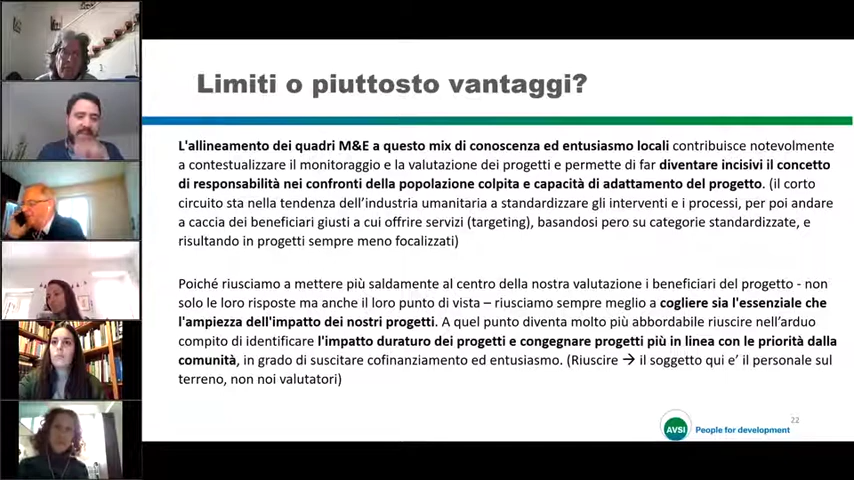 Limiti o piuttosto vantaggi?
L'allineamento dei quadri M&E a questo mix di conoscenza ed entusiasmo locali contribuisce notevolmente
a contestualizzare il monitoraggio e la valutazione dei progetti e permette di far diventare incisivi il concetto
di responsabilità nei confronti della popolazione colpita e capacità di adattamento del progetto. (il corto
circuito sta nella tendenza dell'industria umanitaria a standardizzare gli interventi e i processi, per poi andare
a caccia dei beneficiari giusti a cui offrire servizi (targeting), basandosi pero su categorie standardizzate, e
risultando in progetti sempre meno focalizzati)
Poiché riusciamo a mettere più saldamente al centro della nostra valutazione i beneficiari del progetto - non
solo le loro risposte ma anche il loro punto di vista – riusciamo sempre meglio a cogliere sia l'essenziale che
l'ampiezza dell'impatto dei nostri progetti. A quel punto diventa molto più abbordabile riuscire nell'arduo
compito di identificare l'impatto duraturo dei progetti e congegnare progetti più in linea con le priorità dalla
comunità, in grado di suscitare cofinanziamento ed entusiasmo. (Riuscire → il soggetto qui e' il personale sul
terreno, non noi valutatori)
22
AVSI People for development